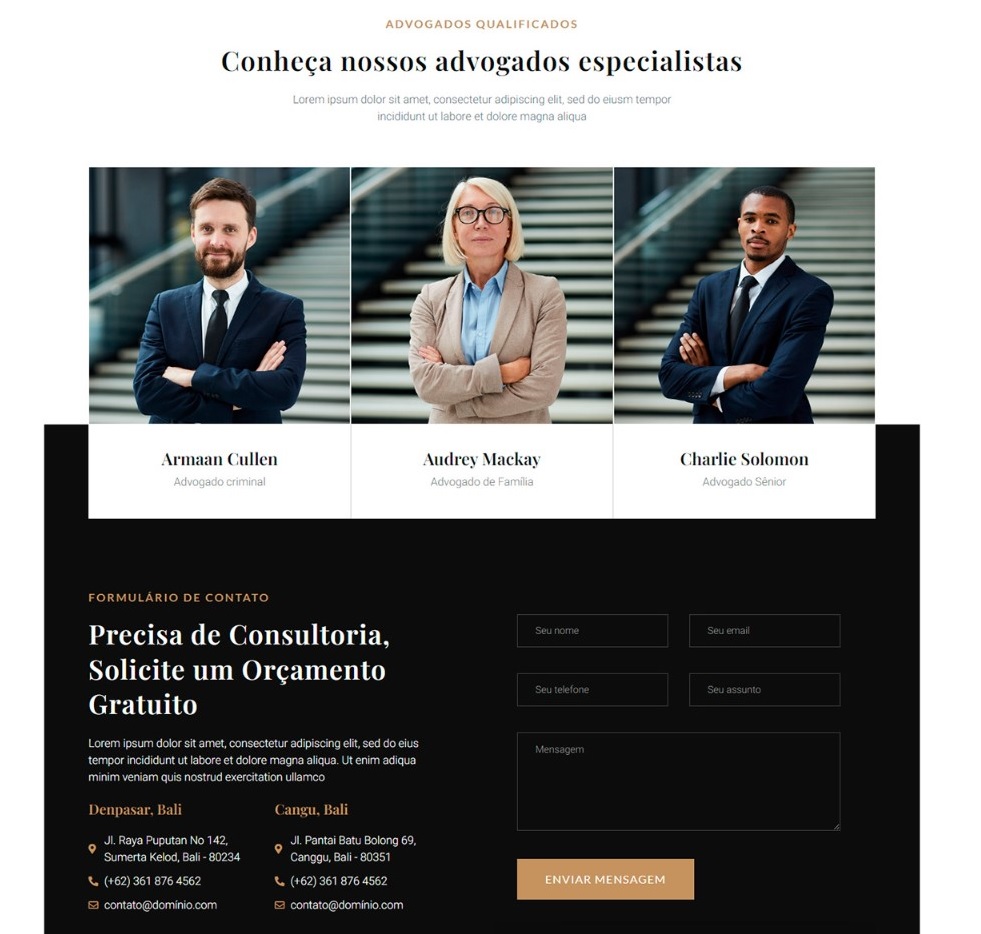 ADVOGADOS QUALIFICADOS
Conheça nossos advogados especialistas
Lorem ipsum dolor sit amet, consectetur adipiscing elit, sed do eiusm tempor
incididunt ut labore et dolore magna aliqua
Armaan Cullen
Advogado criminal
Audrey Mackay
Advogado de Família
Charlie Solomon
Advogado Sênior
FORMULÁRIO DE CONTATO
Precisa de Consultoria,
Solicite um Orçamento
Gratuito
Lorem ipsum dolor sit amet, consectetur adipiscing elit, sed do eius
tempor incididunt ut labore et dolore magna aliqua. Ut enim adiqua
minim veniam quis nostrud exercitation ullamco
Denpasar, Bali
Jl. Raya Puputan No 142,
Sumerta Kelod, Bali - 80234
(+62) 361 876 4562
contato@domínio.com
Cangu, Bali
Jl. Pantai Batu Bolong 69,
Canggu, Bali - 80351
(+62) 361 876 4562
contato@domínio.com
Seu nome
Seu email
Seu telefone
Seu assunto
Mensagem
ENVIAR MENSAGEM